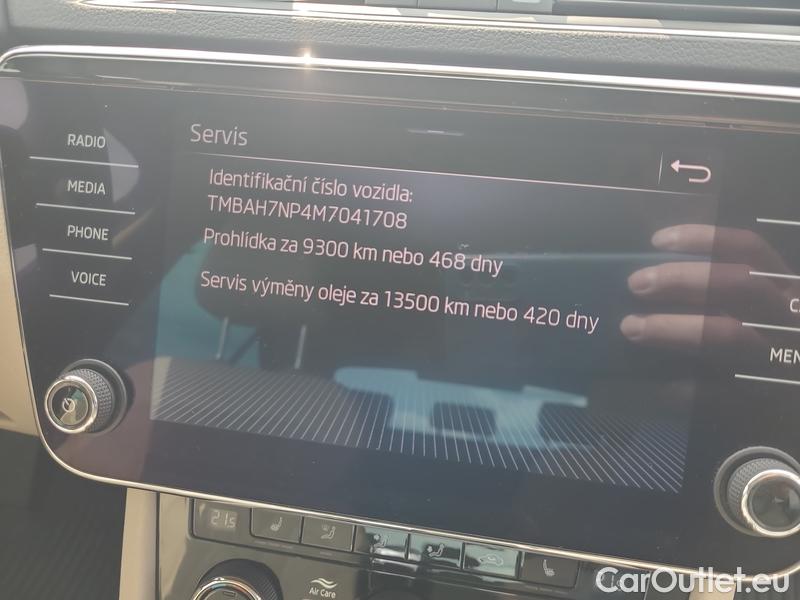 Servis
RADIO
MEDIA
PHONE
VOICE
Identifikační číslo vozidla:
TMBAH7NP4M7041708
Prohlídka za 9300 km nebo 468 dny
Servis výměny oleje za 13500 km nebo 420 dny
MEN
21.5
Air Care
CarOutlet.eu